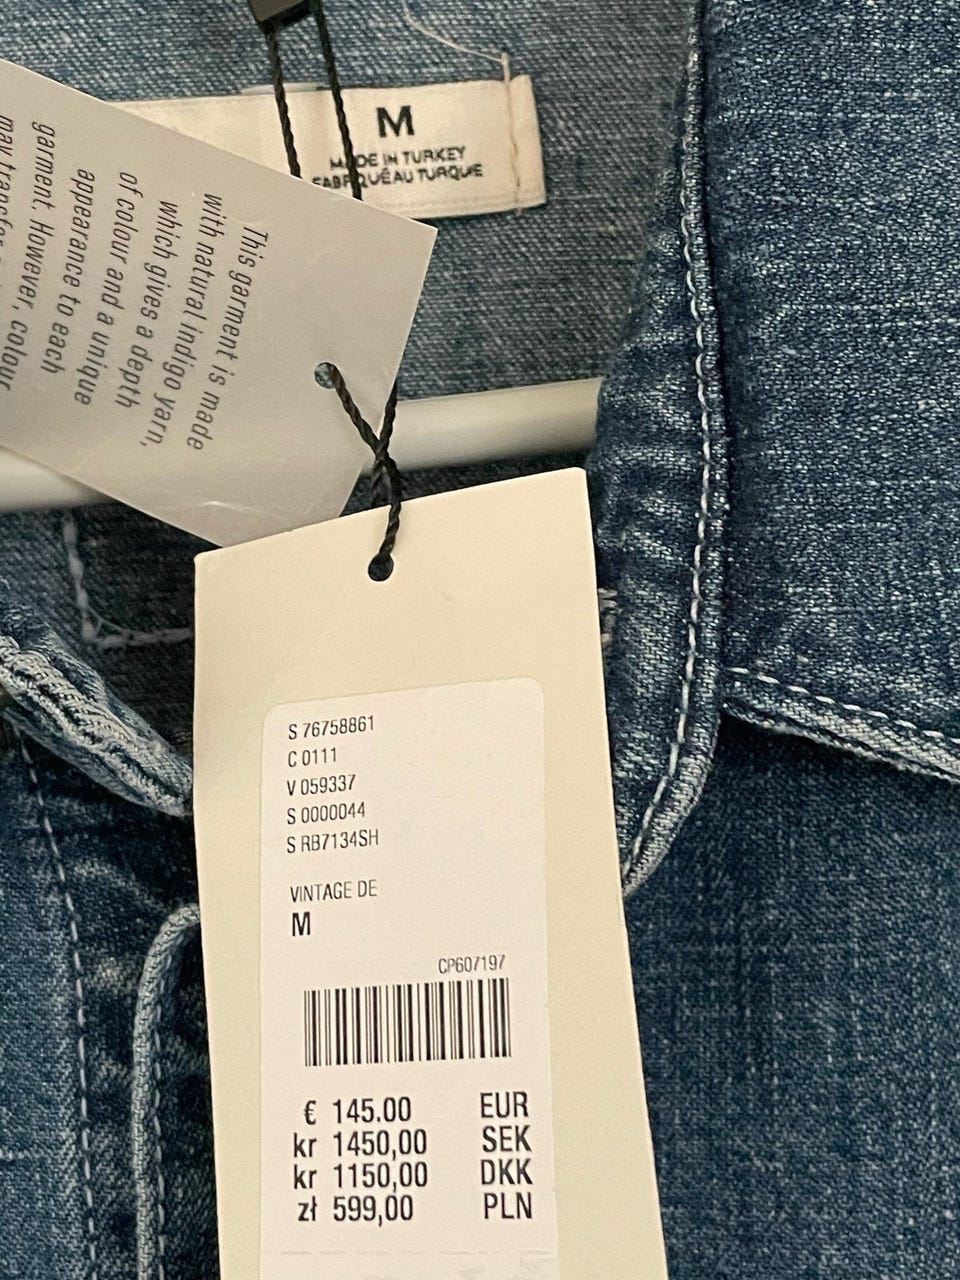 M
MADE IN TURKEY
FABRIQUÉ AU TURQUIE
This garment is made
with natural indigo yarn,
which gives a depth
of colour and a unique
appearance to each
garment. However, colour
may transfer
S 76758861
C 0111
V 059337
S 0000044
S RB7134SH
VINTAGE DE
M
CP607197
€ 145.00 EUR
kr 1450,00 SEK
kr 1150,00 DKK
zł 599,00 PLN